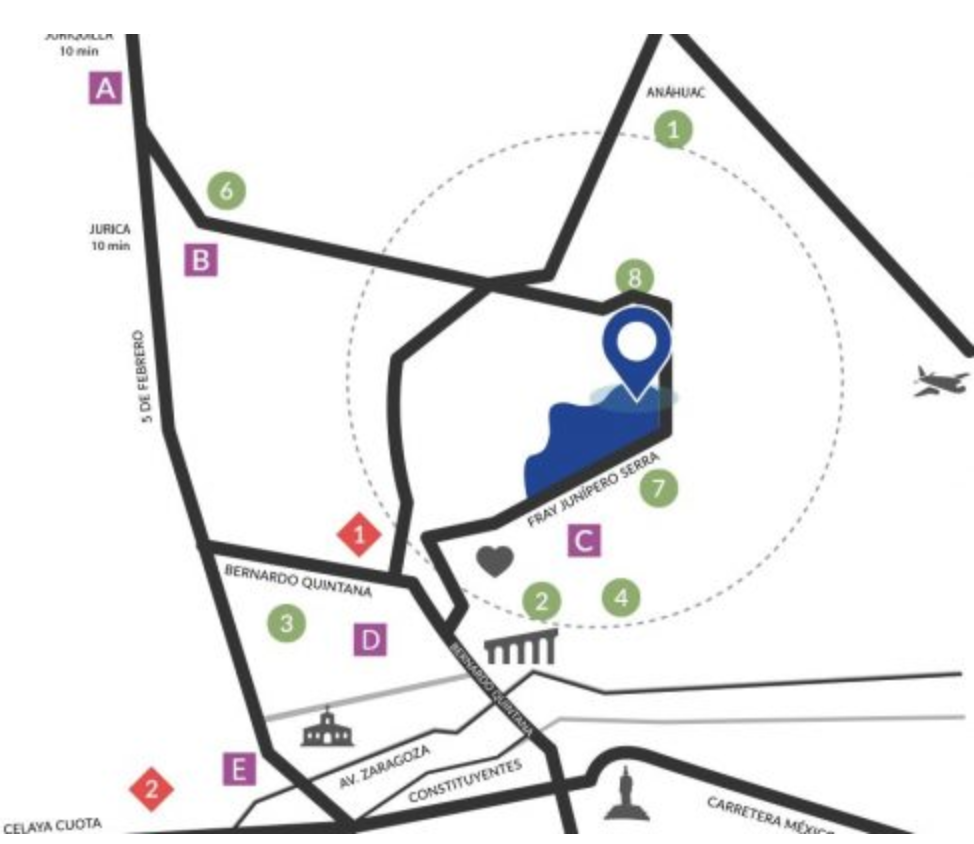 JURIQUILLA
10 min
A
ANÁHUAC
1
6
JURICA
10 min
B
8
5 DE FEBRERO
FRAY JUNÍPERO SERRA
7
1
C
BERNARDO QUINTANA
2
4
3
D
BERNARDO QUINTANA
E
AV. ZARAGOZA
2
CONSTITUYENTES
CELAYA CUOTA
CARRETERA MÉXICO